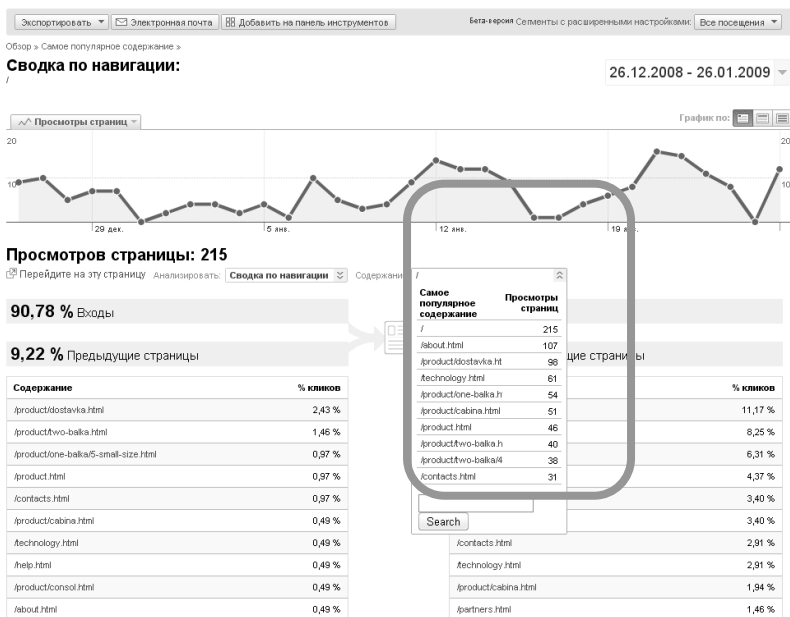 Экспортировать Электронная почта Добавить на панель инструментов Бета-версия Сегменты с расширенными настройками: Все посещения
Обзор » Самое популярное содержание »
Сводка по навигации:
/
26.12.2008 - 26.01.2009
Просмотры страниц
График по:
20 20
10 10
29 дек. 5 янв. 12 янв. 19
Просмотров страницы: 215
Перейдите на эту страницу Анализировать: Сводка по навигации
/
90,78 % Входы
9,22 % Предыдущие страницы
Содержание % кликов
/product/dostavka.html 2,43 %
/product/two-balka.html 1,46 %
/product/one-balka/5-small-size.html 0,97 %
/product.html 0,97 %
/contacts.html 0,97 %
/product/cabina.html 0,49 %
/technology.html 0,49 %
/help.html 0,49 %
/product/consol.html 0,49 %
/about.html 0,49 %
Самое популярное содержание Просмотры страниц
/ 215
/about.html 107
/product/dostavka.ht 98
/technology.html 61
/product/one-balka.h 54
/product/cabina.html 51
/product.html 46
/product/two-balka.h 40
/product/two-balka/4 38
/contacts.html 31
Search
% кликов
11,17 %
8,25 %
6,31 %
4,37 %
3,40 %
3,40 %
/contacts.html 2,91 %
/technology.html 2,91 %
/product/cabina.html 1,94 %
/partners.html 1,46 %